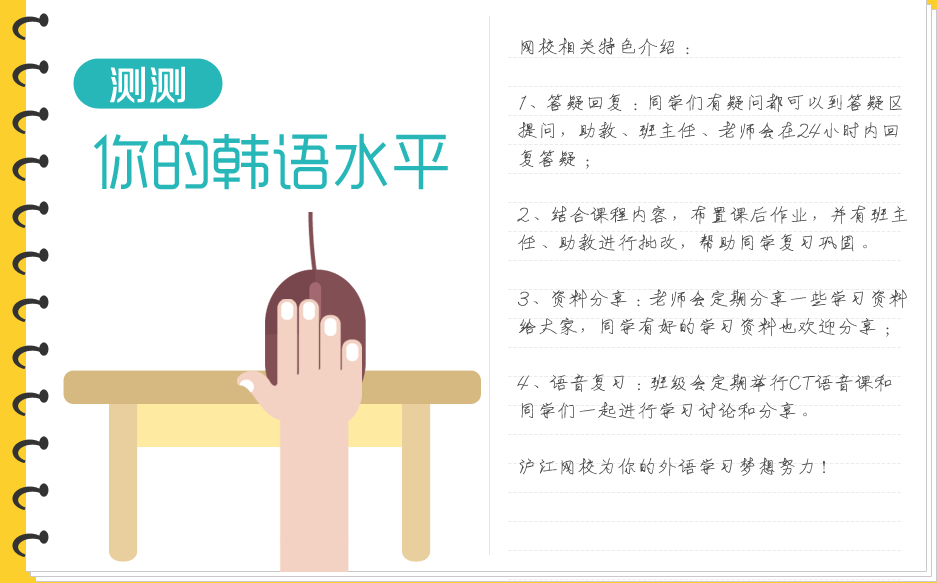 测测
你的韩语水平
网校相关特色介绍：
1、答疑回复：同学们有疑问都可以到答疑区
提问，助教、班主任、老师会在24小时内回
复答疑；
2、结合课程内容，布置课后作业，并有班主
任、助教进行批改，帮助同学复习巩固。
3、资料分享：老师会定期分享一些学习资料
给大家，同学有好的学习资料也欢迎分享；
4、语音复习：班级会定期举行CT语音课和
同学们一起进行学习讨论和分享。
沪江网校为你的外语学习梦想努力！